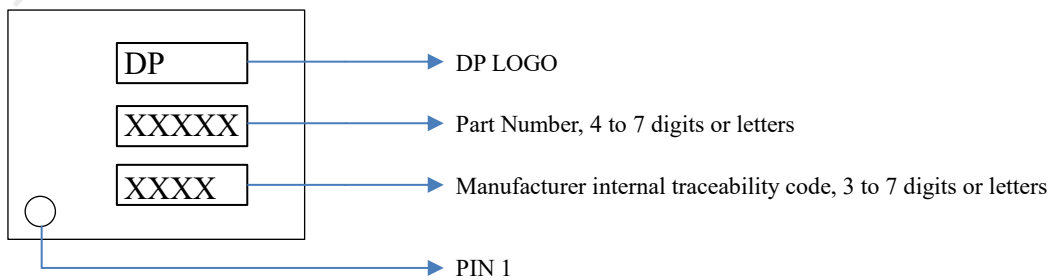 DP
DP LOGO
XXXXX
Part Number, 4 to 7 digits or letters
XXXX
Manufacturer internal traceability code, 3 to 7 digits or letters
PIN 1